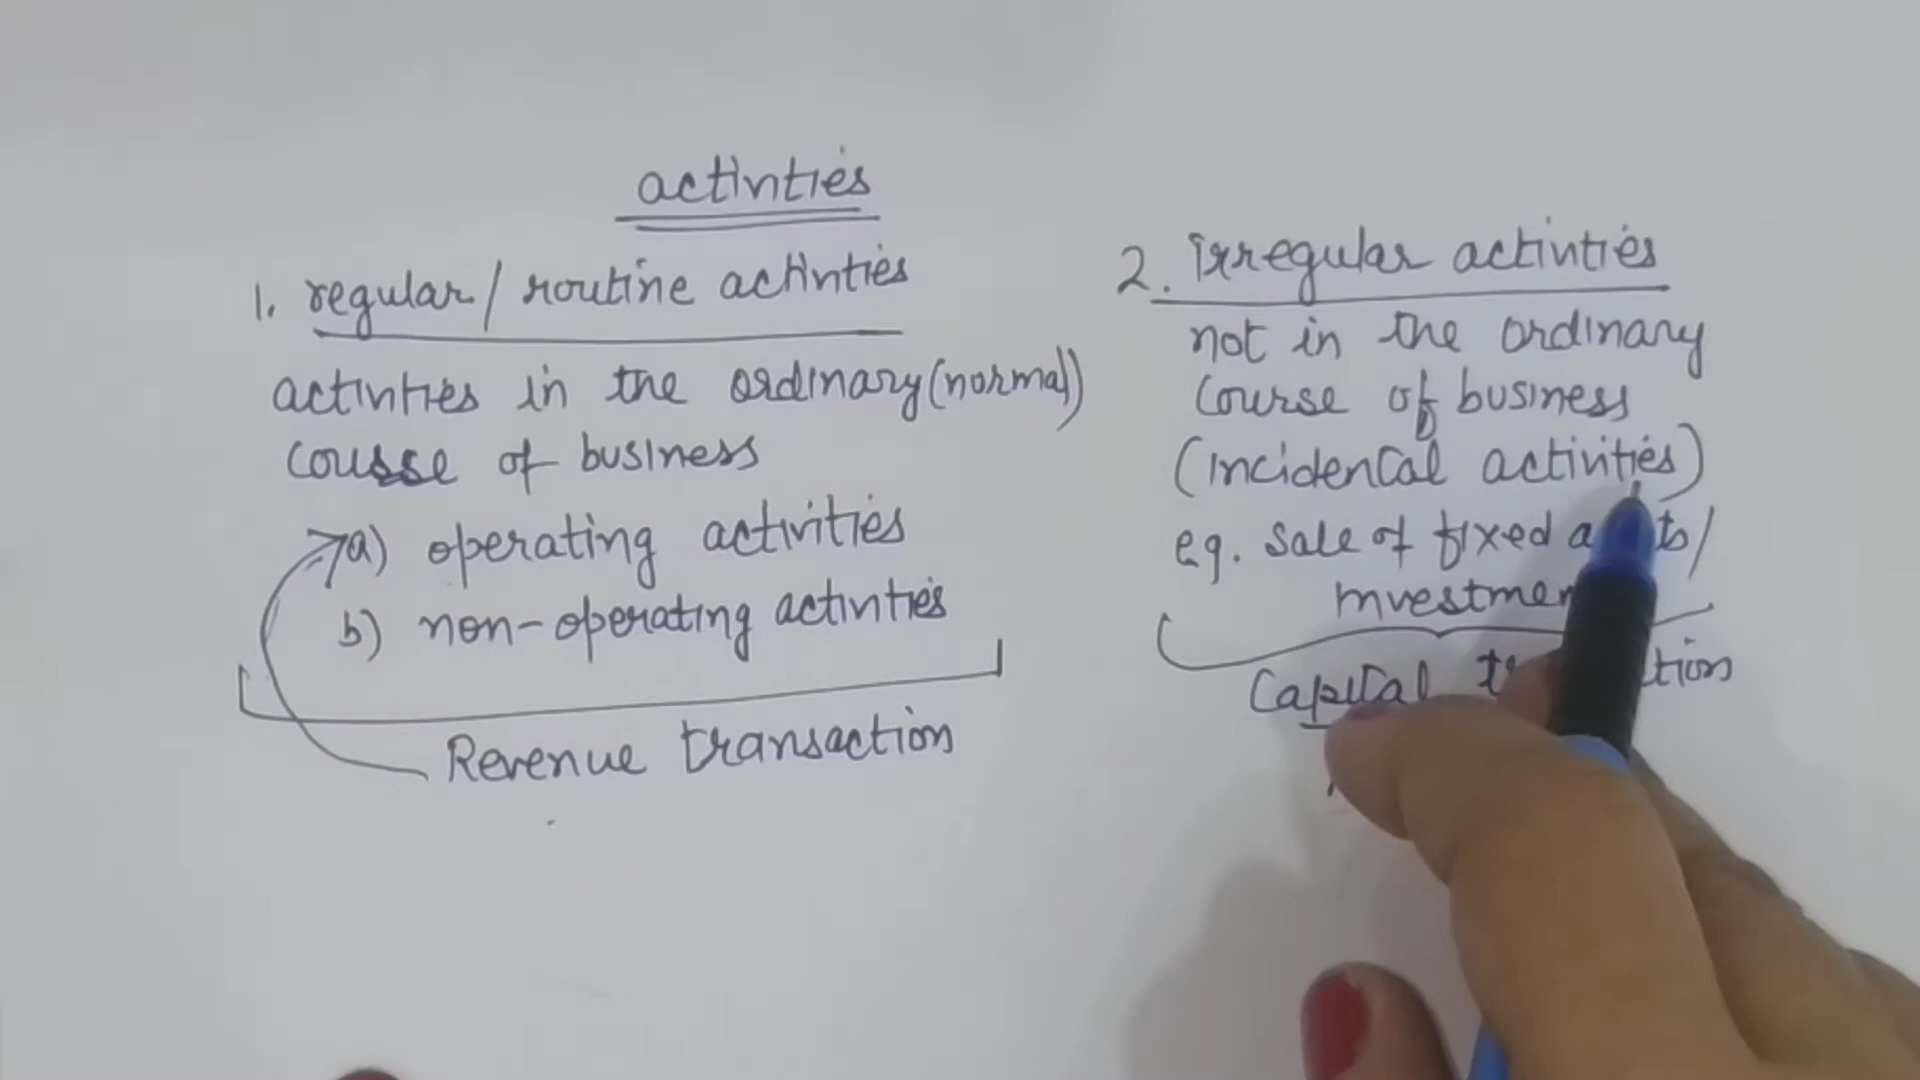 activities
1. regular/ routine activities
activities in the ordinary (normal)
course of business
a) operating activities
b) non-operating activities
Revenue transaction
2. Irregular activities
not in the ordinary
course of business
(incidental activities)
eg. Sale of fixed
Capital